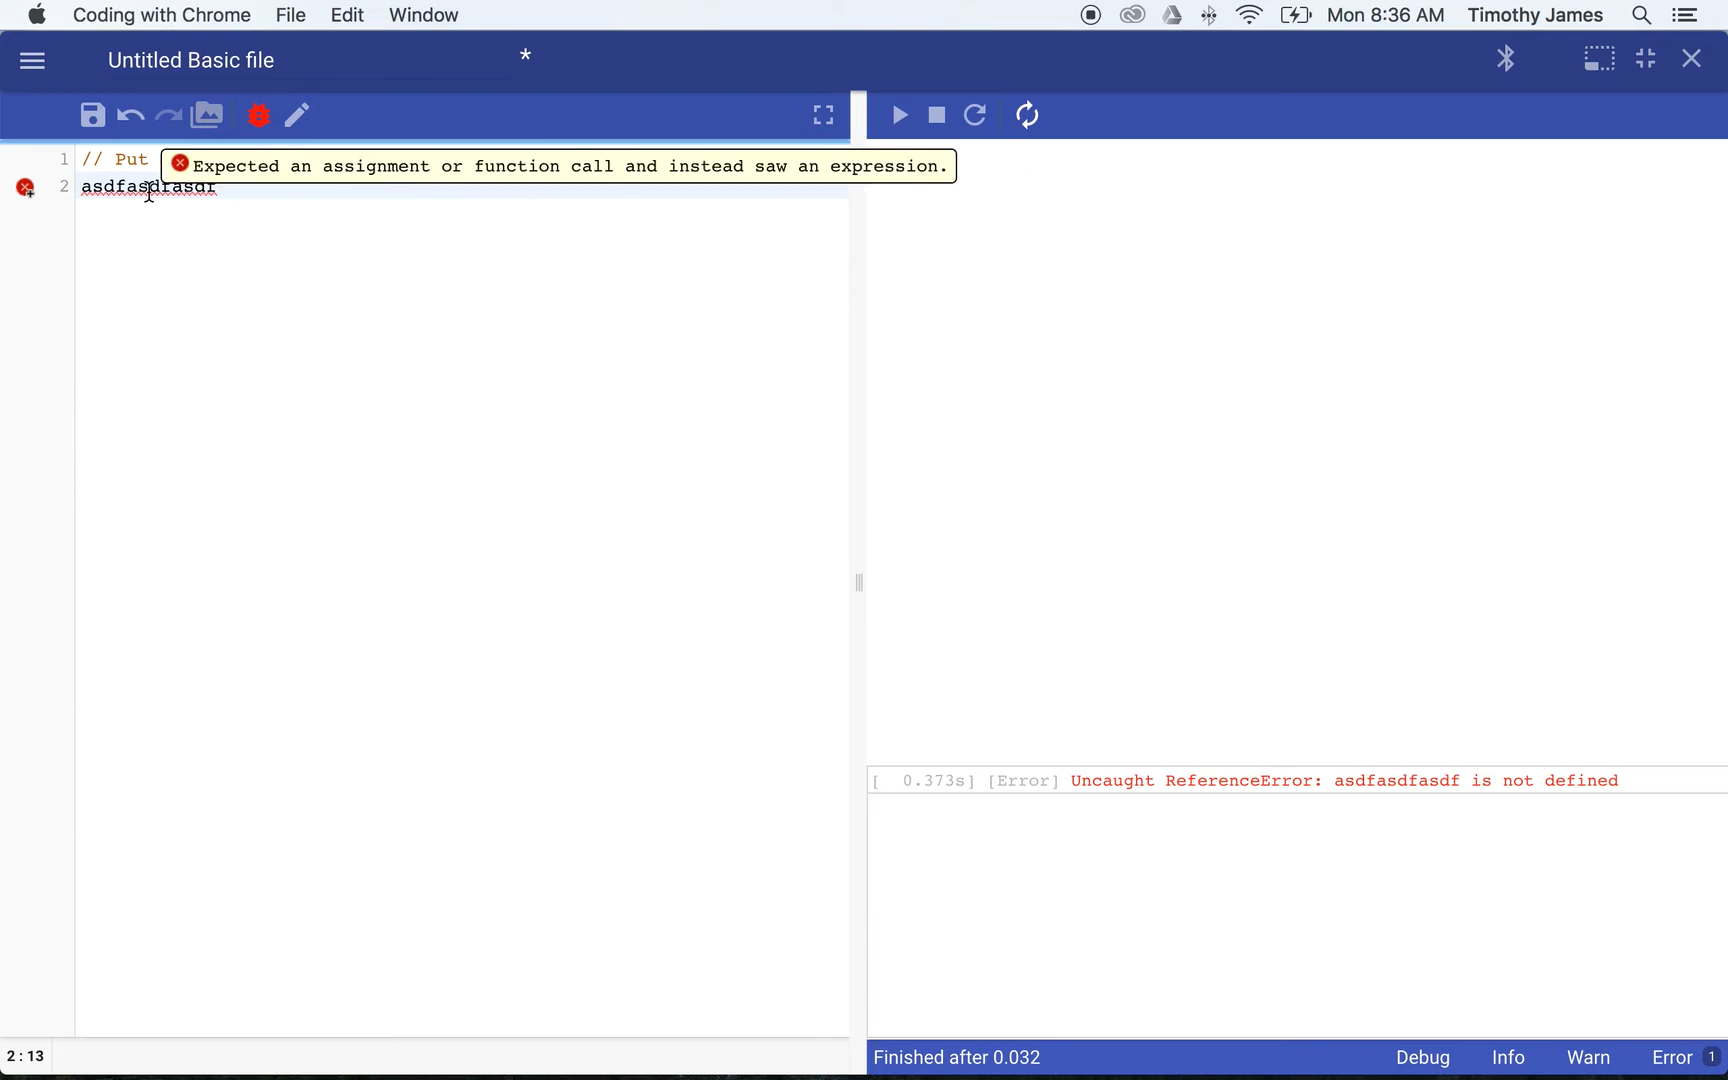 Coding with Chrome File Edit Window Mon 8:36 AM Timothy James
Untitled Basic file *
1 // Put
Expected an assignment or function call and instead saw an expression.
2 asdfasdfasdf
[ 0.373s] [Error] Uncaught ReferenceError: asdfasdfasdf is not defined
2:13
Finished after 0.032 Debug Info Warn Error 1